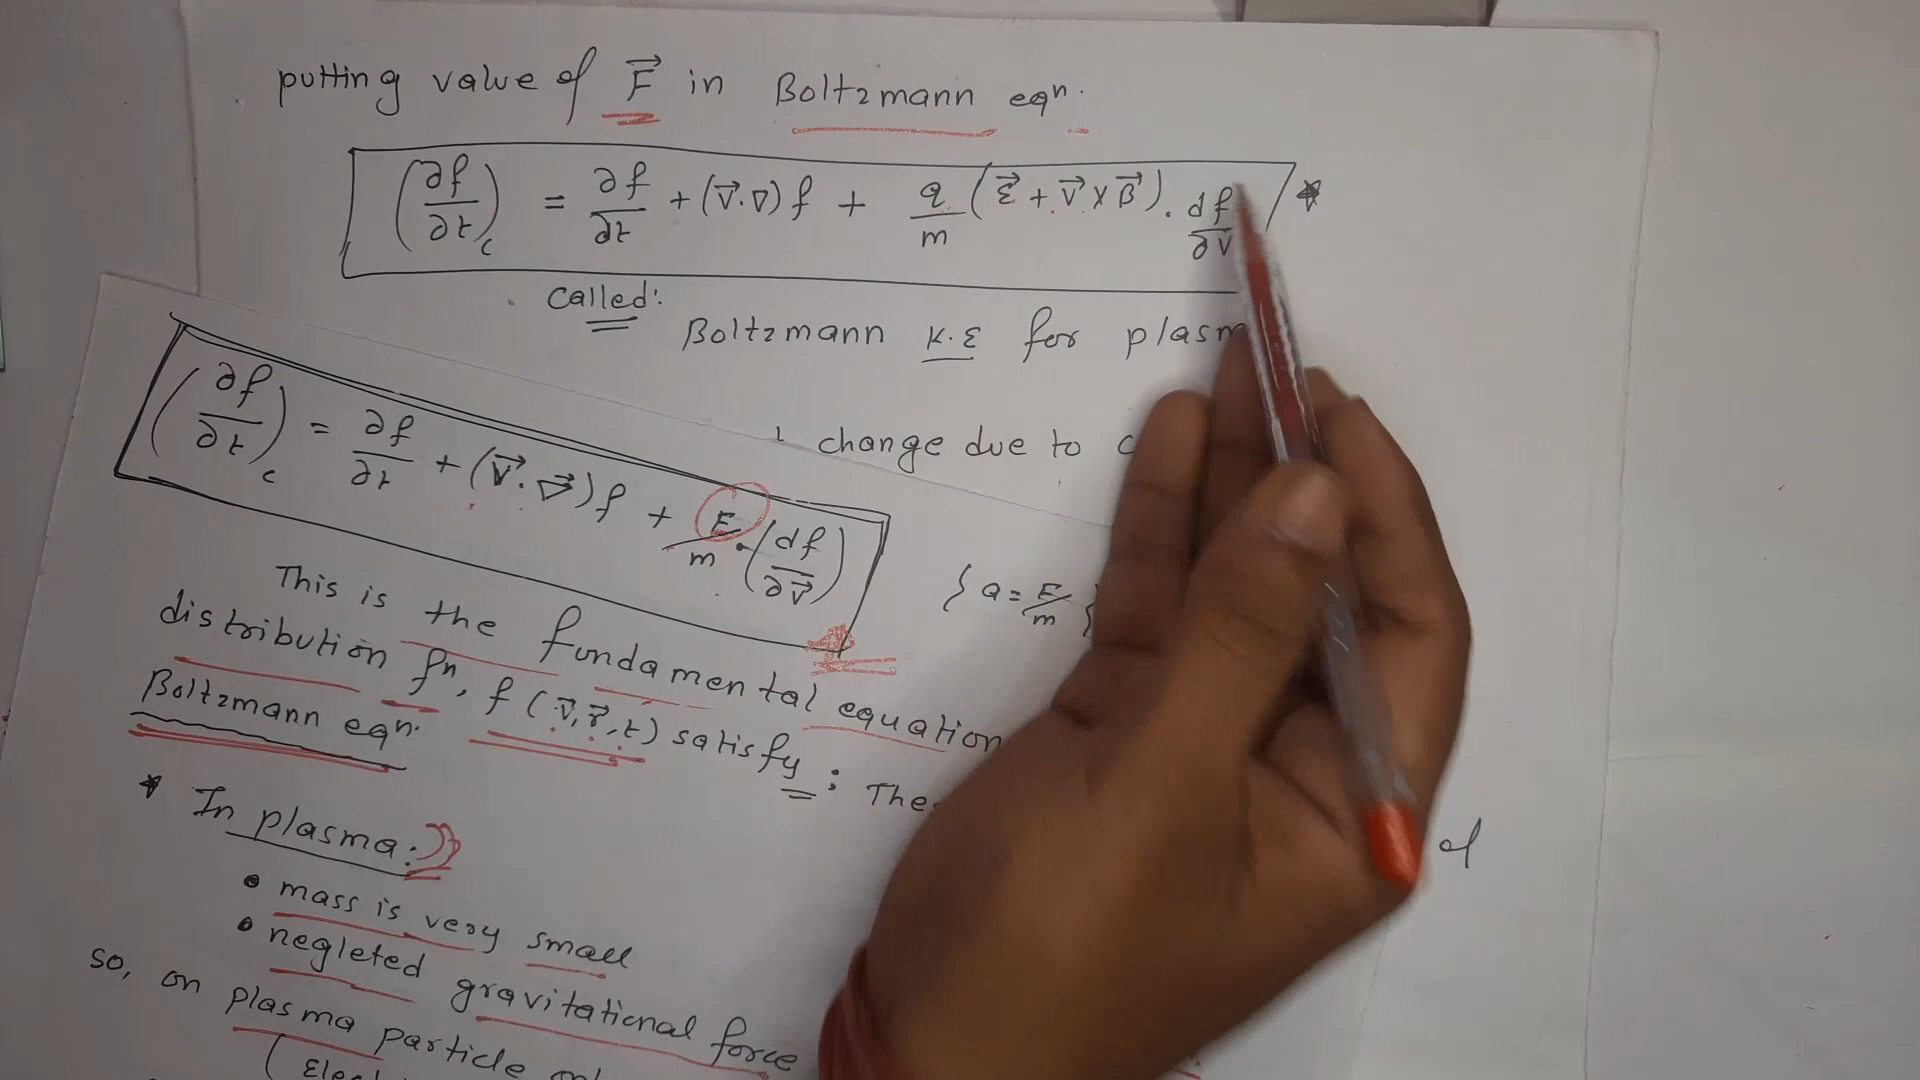 putting value of F⃗ in Boltzmann eqⁿ.
(∂f/∂t)c = ∂f/∂t + (V⃗.∇)f + q/m (ℰ⃗ + V⃗ x B⃗). df/∂v *
called:
Boltzmann K.ε for plasm
change due to c
(∂f/∂t)c = ∂f/∂t + (V⃗.∇⃗)f + F/m . (df/∂V⃗)
{ a = F/m }
This is the fundamental equation
distribution fⁿ, f (V⃗, r⃗, t) satisfy ; The
Boltzmann eqⁿ.
of
* In plasma:
• mass is very small
• negleted gravitational force
so, on plasma particle